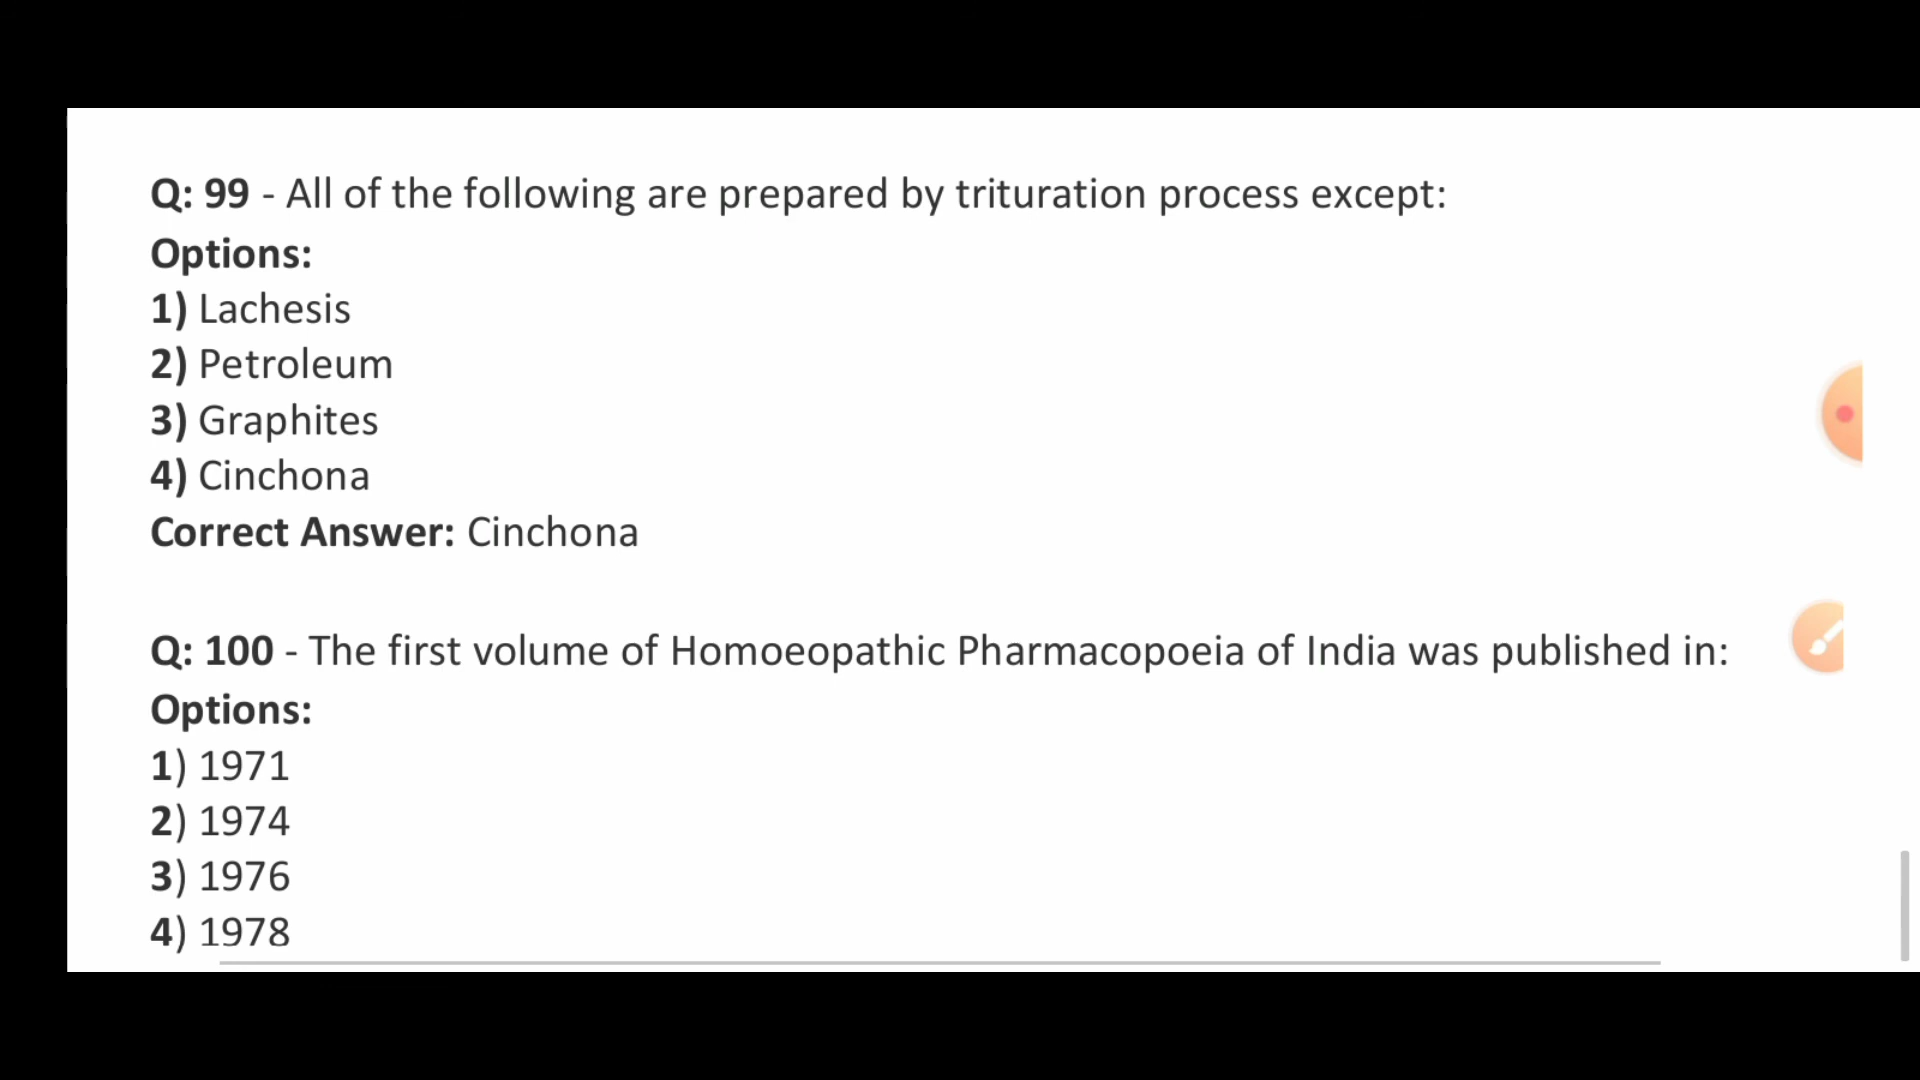 Q: 99 - All of the following are prepared by trituration process except:
Options:
1) Lachesis
2) Petroleum
3) Graphites
4) Cinchona
Correct Answer: Cinchona
Q: 100 - The first volume of Homoeopathic Pharmacopoeia of India was published in:
Options:
1) 1971
2) 1974
3) 1976
4) 1978